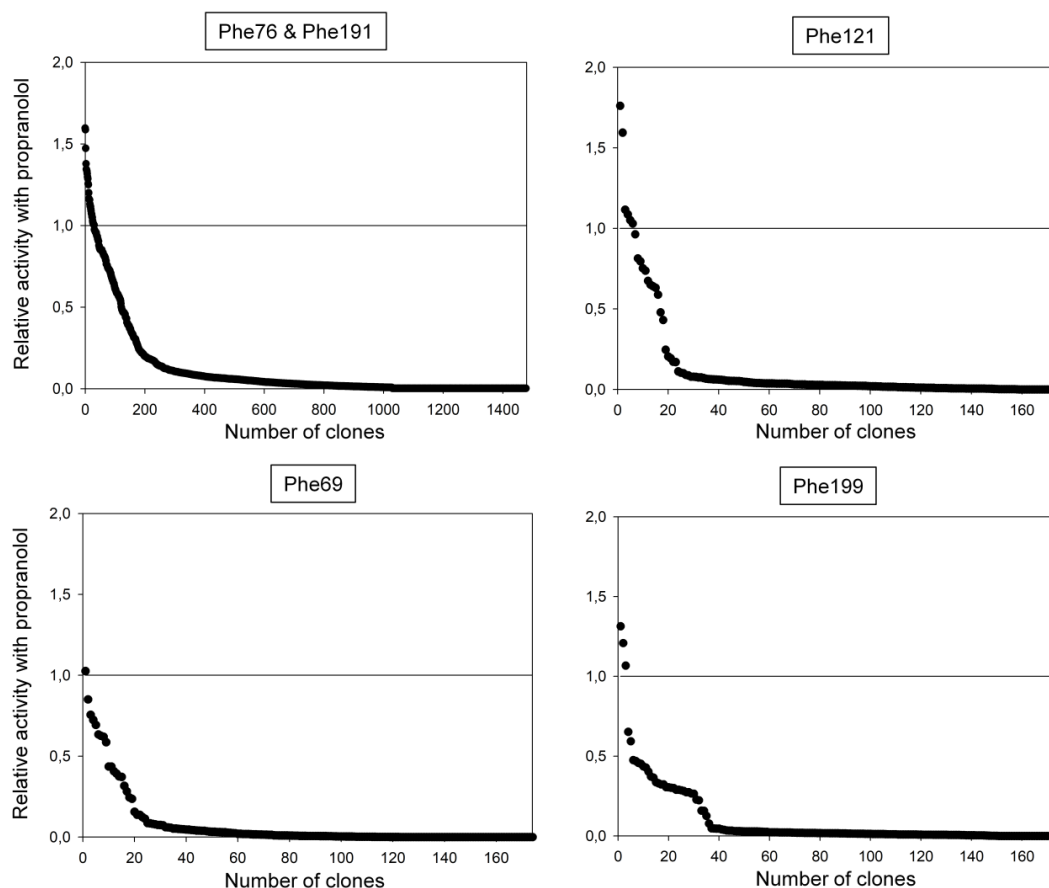 Phe76 & Phe191
Relative activity with propranolol
2,0
1,5
1,0
0,5
0,0
0 200 400 600 800 1000 1200 1400
Number of clones
Phe121
2,0
1,5
1,0
0,5
0,0
0 20 40 60 80 100 120 140 160
Number of clones
Phe69
Relative activity with propranolol
2,0
1,5
1,0
0,5
0,0
0 20 40 60 80 100 120 140 160
Number of clones
Phe199
2,0
1,5
1,0
0,5
0,0
0 20 40 60 80 100 120 140 160
Number of clones